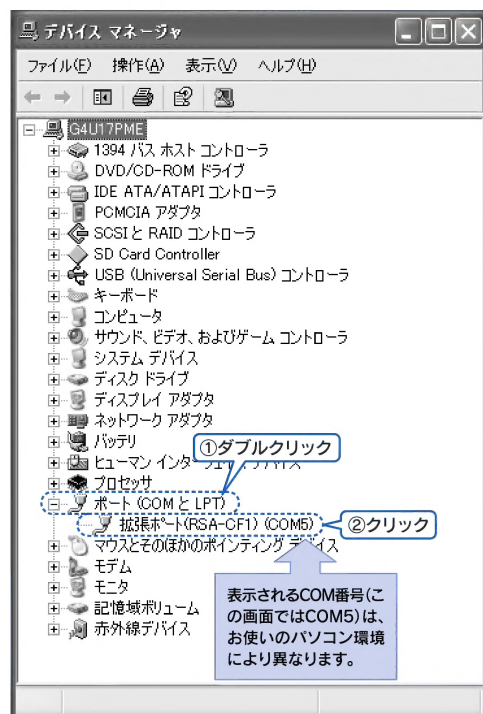 デバイス マネージャ
ファイル(F) 操作(A) 表示(V) ヘルプ(H)
G4U17PME
1394 バス ホスト コントローラ
DVD/CD-ROM ドライブ
IDE ATA/ATAPI コントローラ
PCMCIA アダプタ
SCSI と RAID コントローラ
SD Card Controller
USB (Universal Serial Bus) コントローラ
キーボード
コンピュータ
サウンド、ビデオ、およびゲーム コントローラ
システム デバイス
ディスク ドライブ
ディスプレイ アダプタ
ネットワーク アダプタ
バッテリ
①ダブルクリック
ヒューマン インターフェイス デバイス
プロセッサ
ポート (COM と LPT)
拡張ポート(RSA-CF1) (COM5)
②クリック
マウスとそのほかのポインティング デバイス
モデム
モニタ
記憶域ボリューム
赤外線デバイス
表示されるCOM番号(こ
の画面ではCOM5)は、
お使いのパソコン環境
により異なります。